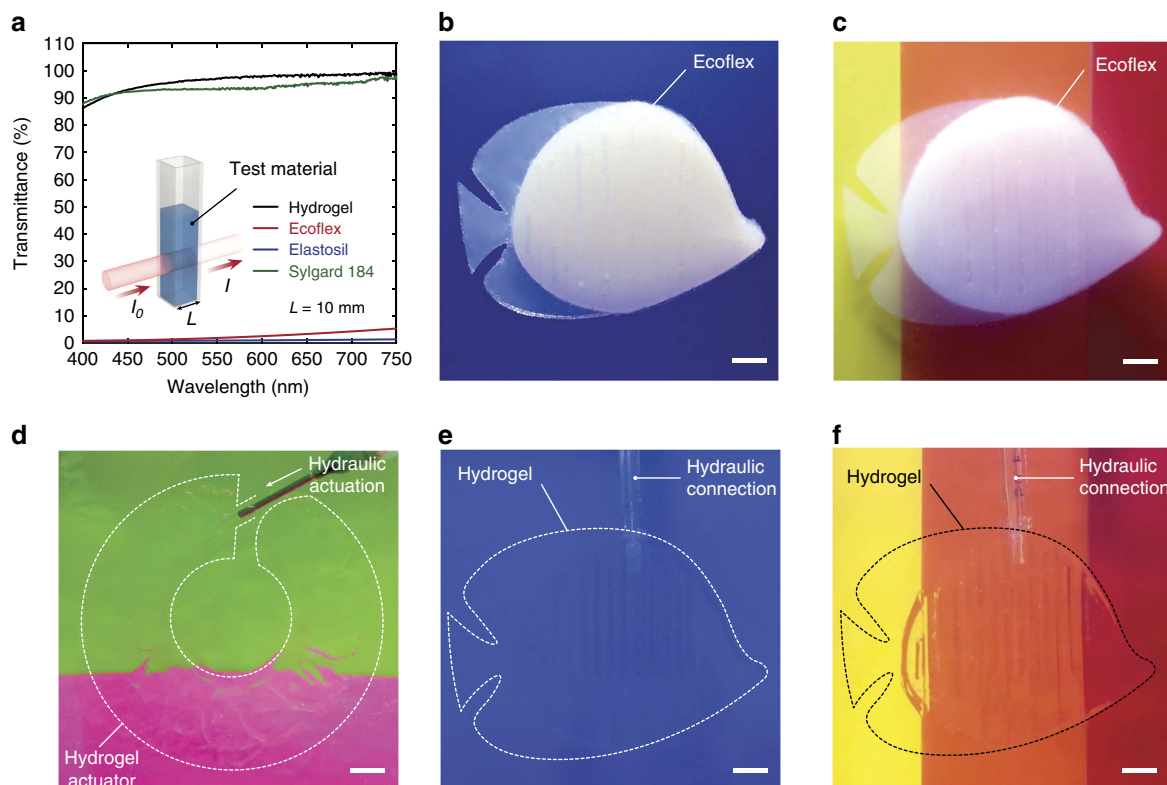 a
110
100
90
80
70
60
50
40
30
20
10
0
Transmittance (%)
Test material
Hydrogel
Ecoflex
Elastosil
Sylgard 184
I0
L
I
L = 10 mm
400 450 500 550 600 650 700 750
Wavelength (nm)
b
Ecoflex
c
Ecoflex
d
Hydraulic
actuation
Hydrogel
actuator
e
Hydrogel
Hydraulic
connection
f
Hydrogel
Hydraulic
connection